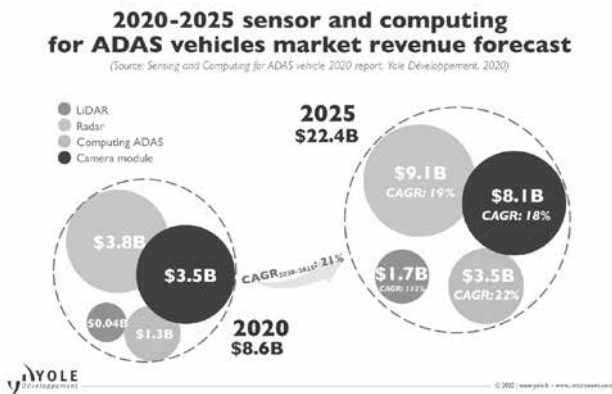 2020-2025 sensor and computing
for ADAS vehicles market revenue forecast
(Source: Sensing and Computing for ADAS vehicle 2020 report, Yole Développement, 2020)
LiDAR
Radar
Computing ADAS
Camera module
2025
$22.4B
$9.1B
CAGR: 19%
$8.1B
CAGR: 18%
$1.7B
$3.5B
CAGR: 22%
$3.8B
$3.5B
$0.04B
$1.3B
CAGR2020-2025: 21%
2020
$8.6B
YOLE
Développement
© 2020